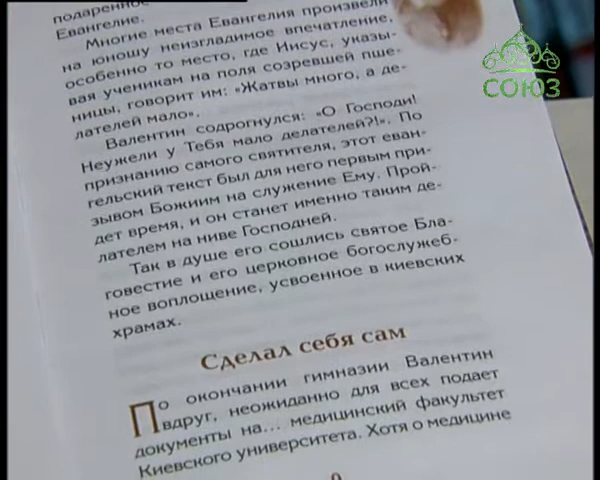 подаренное
Евангелие.
Многие места Евангелия произвели
на юношу неизгладимое впечатление,
особенно то место, где Иисус, указы-
вая ученикам на поля созревшей пше-
ницы, говорит им: «Жатвы много, а де-
лателей мало».
Валентин содрогнулся: «О Господи!
Неужели у Тебя мало делателей?!». По
признанию самого святителя, этот еван-
гельский текст был для него первым при-
зывом Божиим на служение Ему. Прой-
дет время, и он станет именно таким де-
лателем на ниве Господней.
Так в душе его сошлись святое Бла-
говестие и его церковное богослужеб-
ное воплощение, усвоенное в киевских
храмах.
Сделал себя сам
По окончании гимназии Валентин
вдруг, неожиданно для всех подает
документы на... медицинский факультет
Киевского университета. Хотя о медицине
СОЮЗ